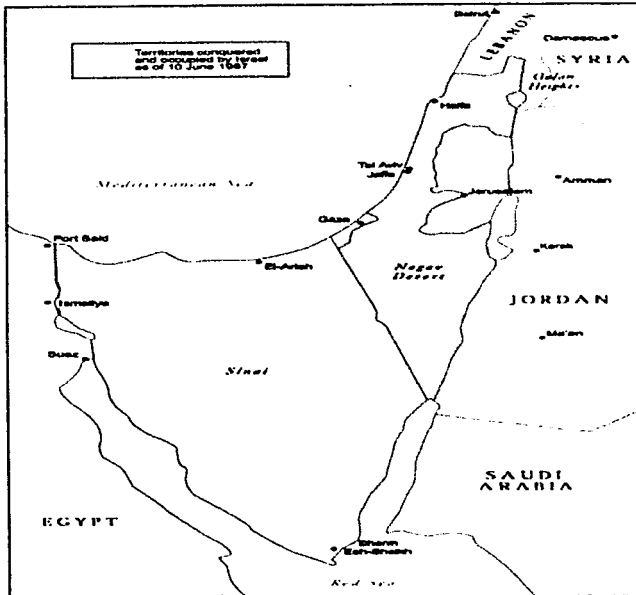 Beirut
LEBANON
Damascus
SYRIA
Golan
Heights
Territories conquered
and occupied by Israel
as of 10 June 1967
Haifa
Tel Aviv
Jaffa
Mediterranean Sea
Jerusalem
Amman
Gaza
Port Said
El-Arish
Kerak
Negev
Desert
Ismailya
JORDAN
Suez
Ma'an
Sinai
SAUDI
ARABIA
EGYPT
Sharm
Esh-Sheikh
Red Sea